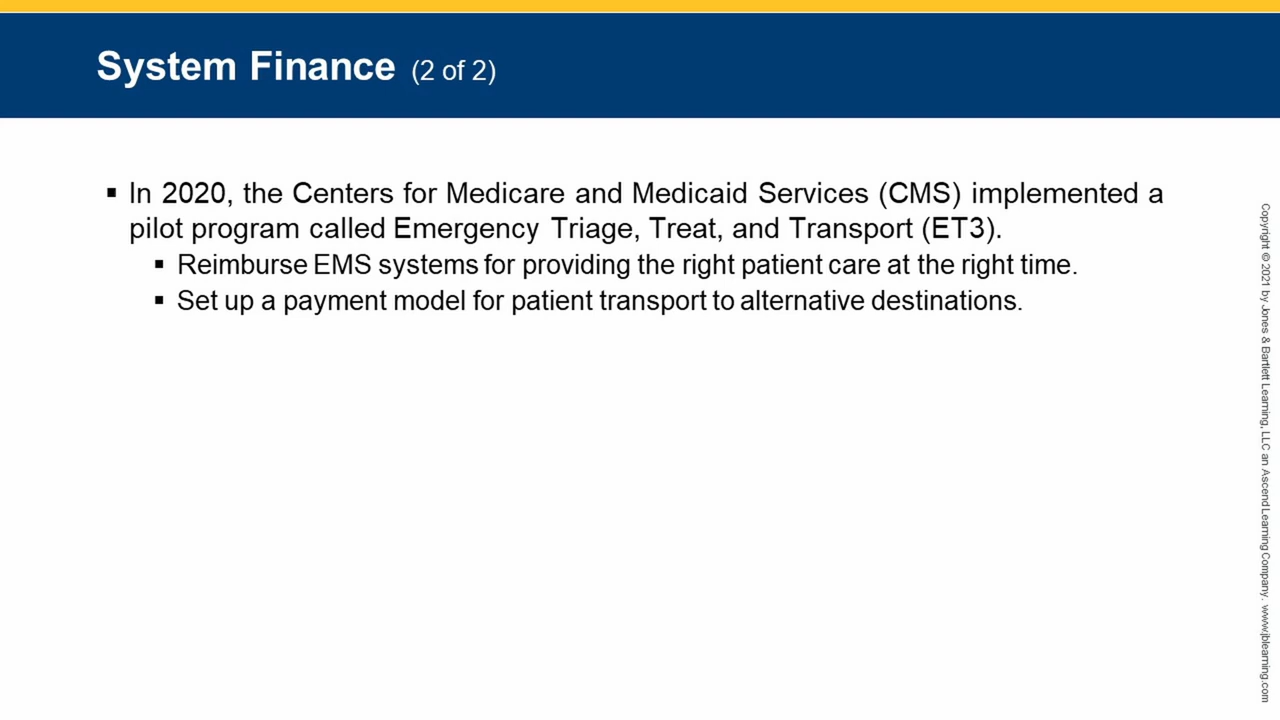 System Finance (2 of 2)
▪ In 2020, the Centers for Medicare and Medicaid Services (CMS) implemented a
pilot program called Emergency Triage, Treat, and Transport (ET3).
▪ Reimburse EMS systems for providing the right patient care at the right time.
▪ Set up a payment model for patient transport to alternative destinations.
Copyright © 2021 by Jones & Bartlett Learning, LLC an Ascend Learning Company. www.jblearning.com